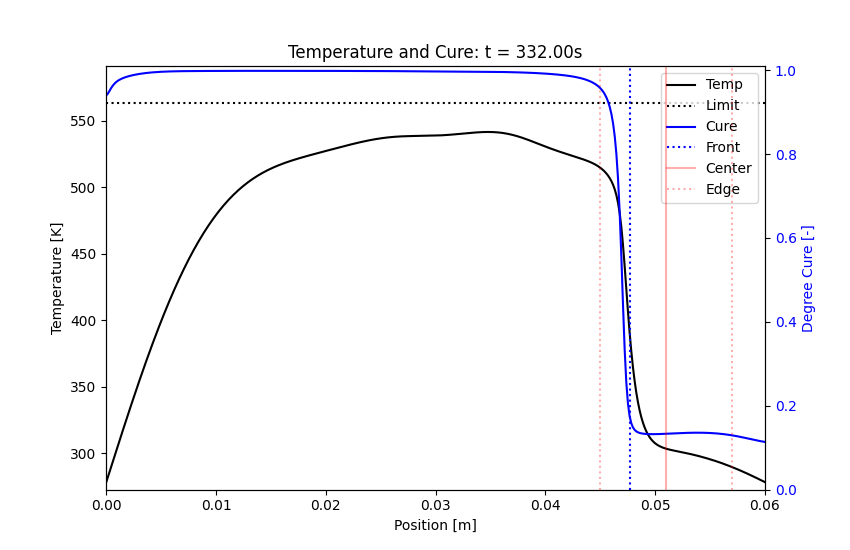 Temperature and Cure: t = 332.00s
Temp
Limit
Cure
Front
Center
Edge
Temperature [K]
550
500
450
400
350
300
1.0
0.8
0.6
0.4
0.2
0.0
Degree Cure [-]
0.00 0.01 0.02 0.03 0.04 0.05 0.06
Position [m]